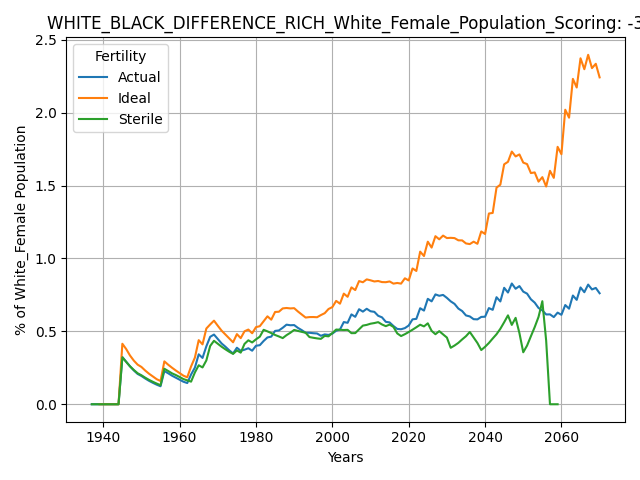 WHITE_BLACK_DIFFERENCE_RICH_White_Female_Population_Scoring: -3
Fertility
Actual
Ideal
Sterile
% of White_Female Population
2.5
2.0
1.5
1.0
0.5
0.0
1940 1960 1980 2000 2020 2040 2060
Years